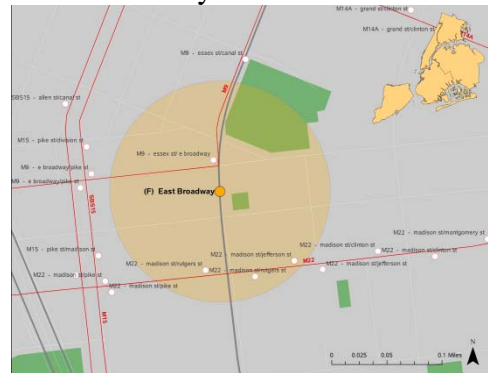 M14A - grand st/clinton st
M14A - grand st/clinton st
M14A
M9 - essex st/canal st
M9
SBS15 - allen st/canal st
M15 - pike st/division st
M9 - essex st/ e broadway
M9 - e broadway/pike st
M9 - e broadway/pike st
SBS15
(F) East Broadway
M22 - madison st/montgomery st
M22 - madison st/clinton st
M15 - pike st/madison st
M22 - madison st/jefferson st
M22 - madison st/clinton st
M22
M22 - madison st/rutgers st
M22 - madison st/jefferson st
M22 - madison st/pike st
M22 - madison st/rutgers st
M22 - madison st/pike st
M15
0 0.025 0.05 0.1 Miles
N